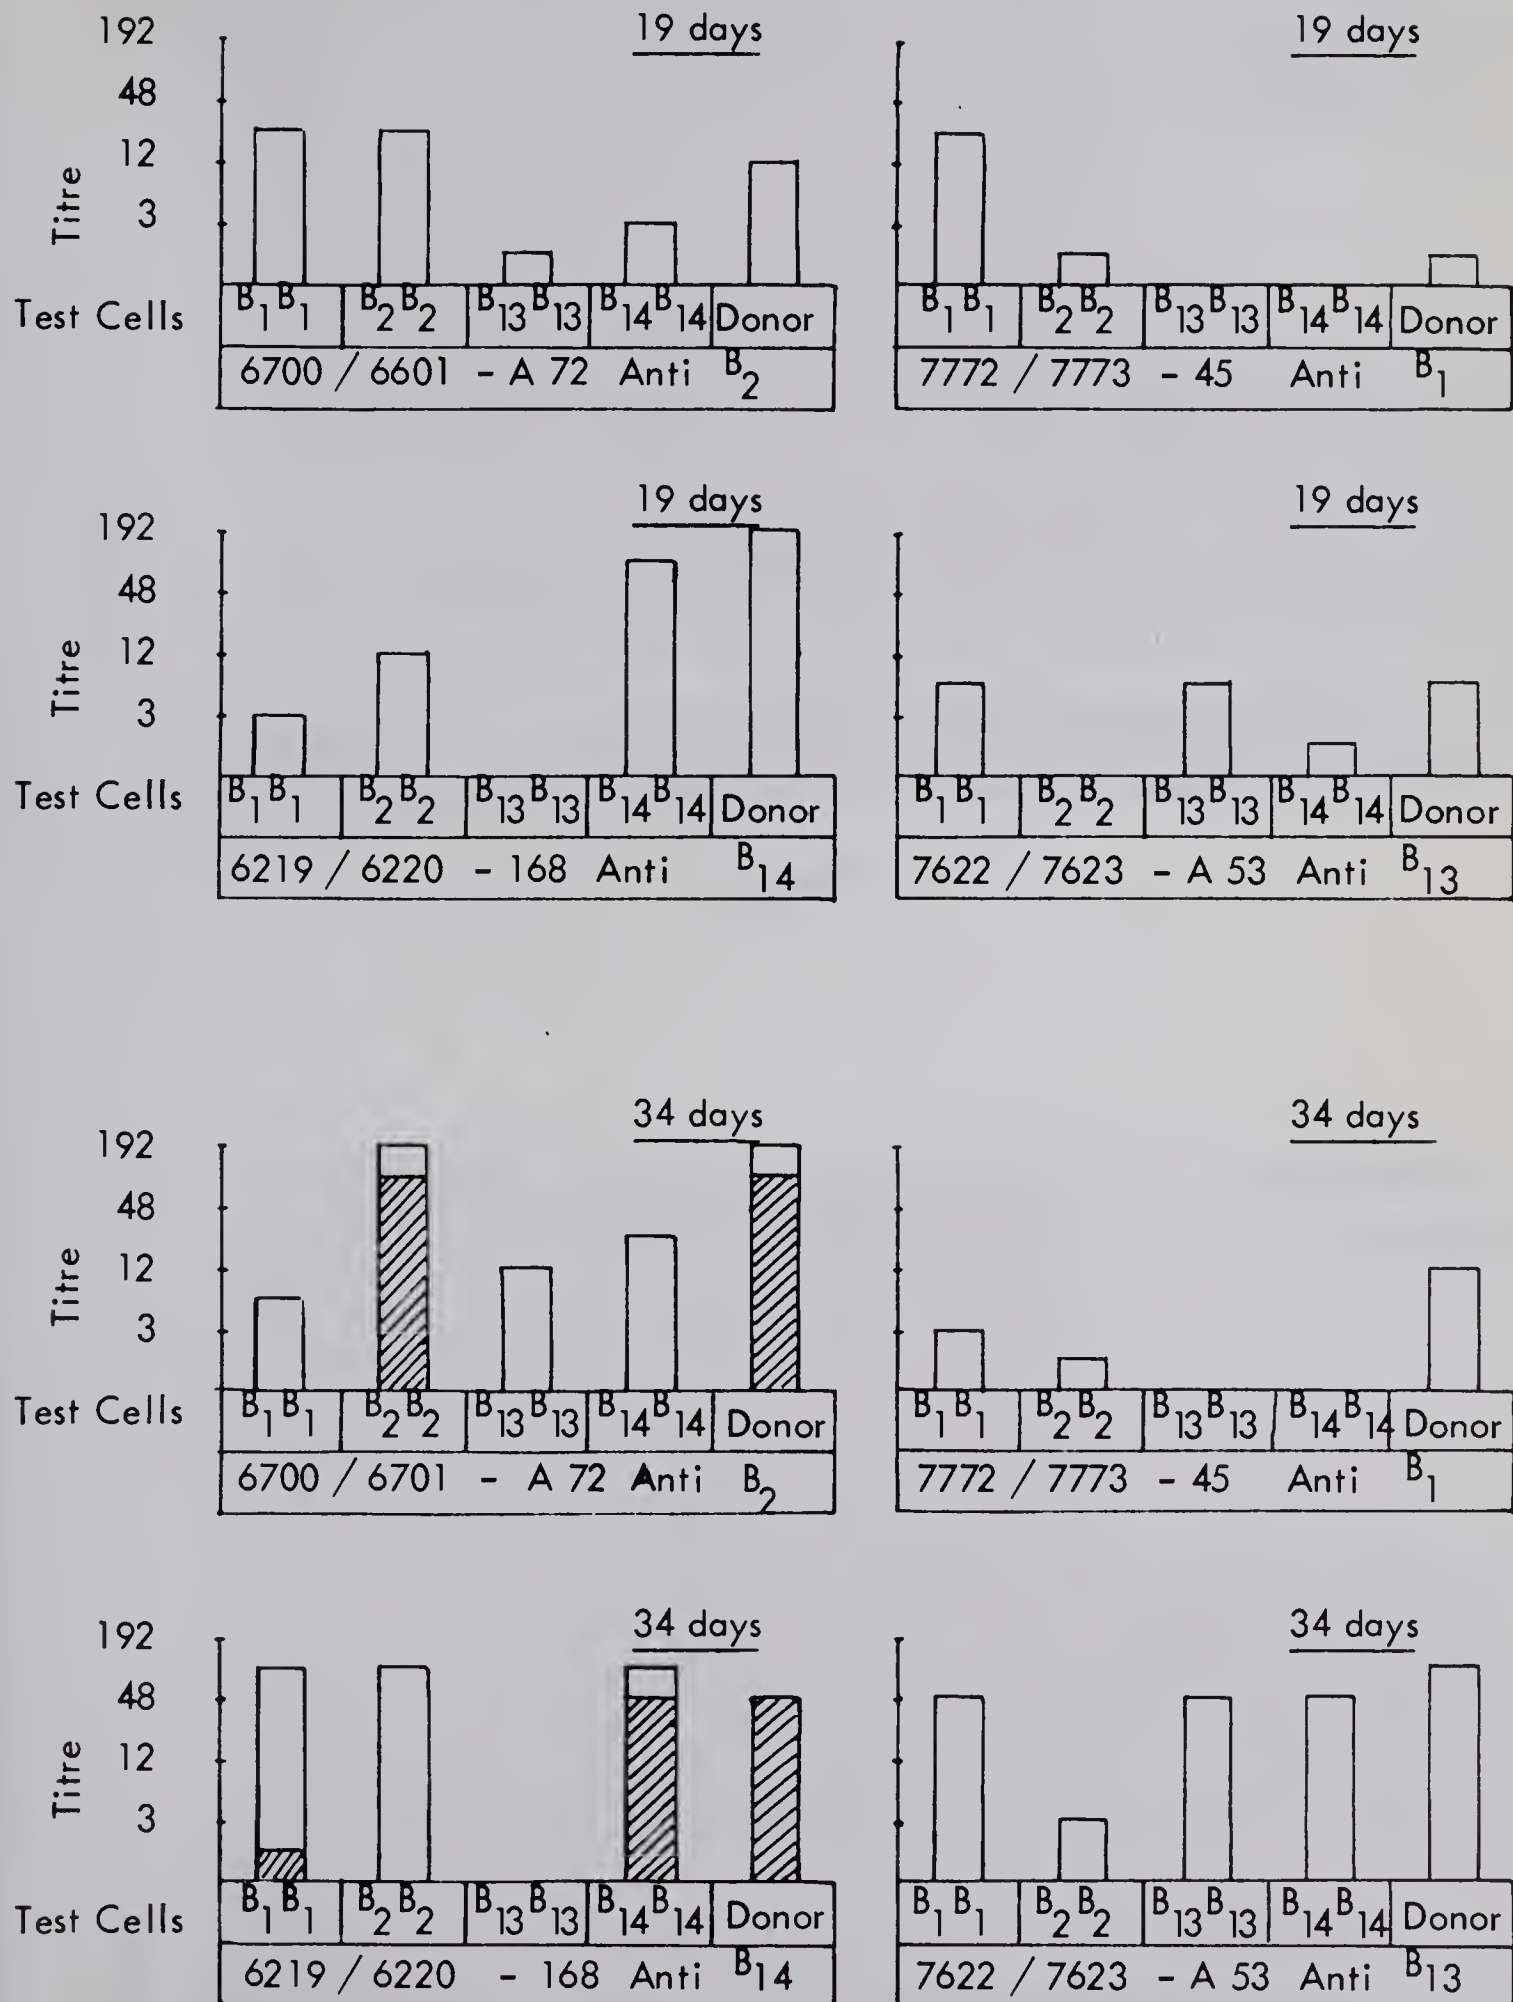 19 days 19 days
192
48
12
3
Titre
Test Cells B1B1 B2B2 B13B13 B14B14 Donor B1B1 B2B2 B13B13 B14B14 Donor
6700 / 6601 - A 72 Anti B2 7772 / 7773 - 45 Anti B1
19 days 19 days
192
48
12
3
Titre
Test Cells B1B1 B2B2 B13B13 B14B14 Donor B1B1 B2B2 B13B13 B14B14 Donor
6219 / 6220 - 168 Anti B14 7622 / 7623 - A 53 Anti B13
34 days 34 days
192
48
12
3
Titre
Test Cells B1B1 B2B2 B13B13 B14B14 Donor B1B1 B2B2 B13B13 B14B14 Donor
6700 / 6701 - A 72 Anti B2 7772 / 7773 - 45 Anti B1
34 days 34 days
192
48
12
3
Titre
Test Cells B1B1 B2B2 B13B13 B14B14 Donor B1B1 B2B2 B13B13 B14B14 Donor
6219 / 6220 - 168 Anti B14 7622 / 7623 - A 53 Anti B13